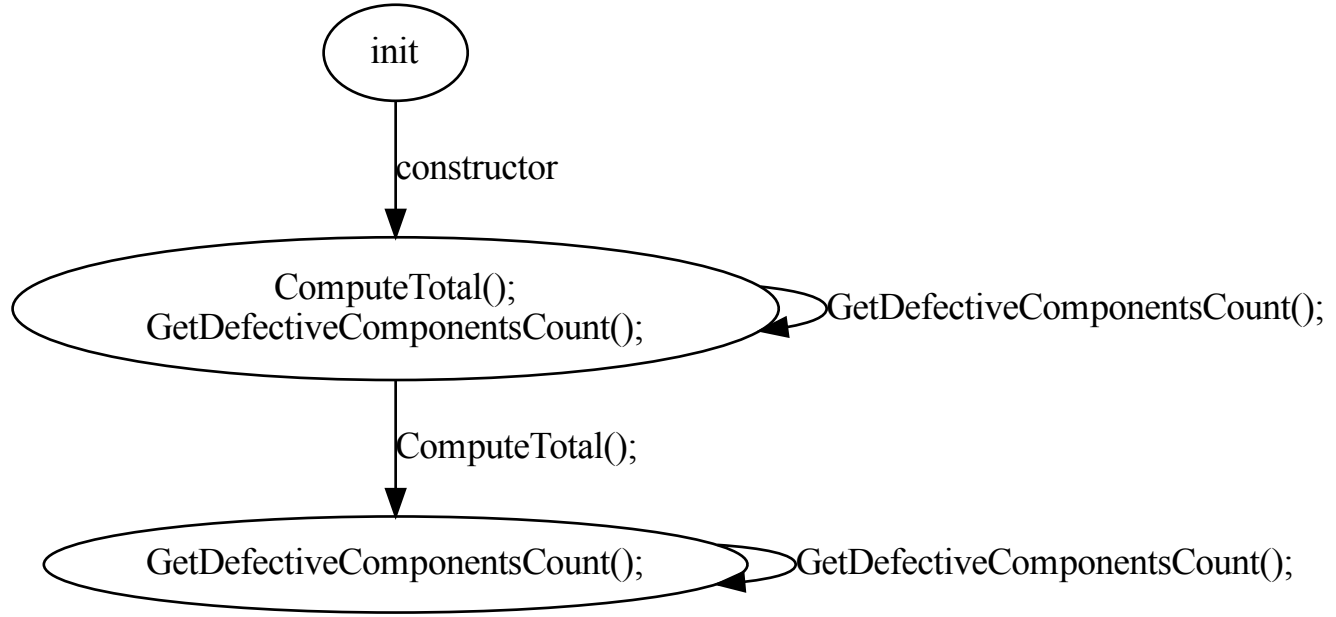 init
constructor
ComputeTotal();
GetDefectiveComponentsCount();
GetDefectiveComponentsCount();
ComputeTotal();
GetDefectiveComponentsCount();
GetDefectiveComponentsCount();